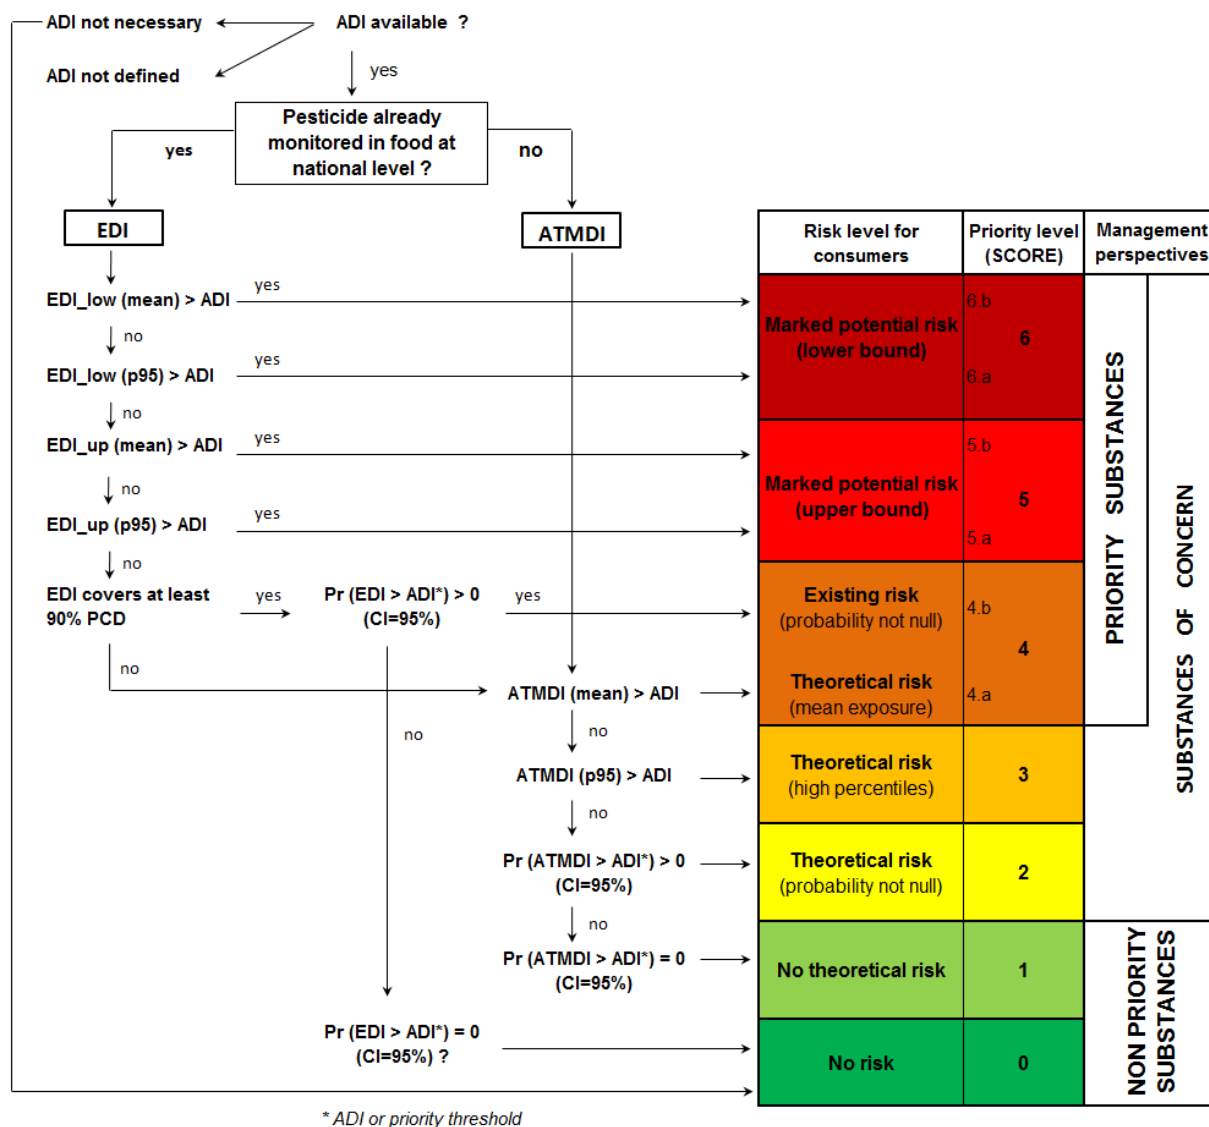 ADI not necessary
ADI available ?
ADI not defined
yes
Pesticide already
monitored in food at
national level ?
yes
no
EDI
ATMDI
Risk level for
consumers
Priority level
(SCORE)
Management
perspectives
EDI_low (mean) > ADI
yes
no
EDI_low (p95) > ADI
yes
no
EDI_up (mean) > ADI
yes
no
EDI_up (p95) > ADI
yes
no
EDI covers at least
90% PCD
yes
Pr (EDI > ADI*) > 0
(CI=95%)
yes
no
no
ATMDI (mean) > ADI
no
ATMDI (p95) > ADI
no
Pr (ATMDI > ADI*) > 0
(CI=95%)
no
Pr (ATMDI > ADI*) = 0
(CI=95%)
Pr (EDI > ADI*) = 0
(CI=95%) ?
Marked potential risk
(lower bound)
6.b
6
6.a
Marked potential risk
(upper bound)
5.b
5
5.a
Existing risk
(probability not null)
4.b
4
Theoretical risk
(mean exposure)
4.a
Theoretical risk
(high percentiles)
3
Theoretical risk
(probability not null)
2
No theoretical risk
1
No risk
0
PRIORITY SUBSTANCES
SUBSTANCES OF CONCERN
NON PRIORITY
SUBSTANCES
* ADI or priority threshold